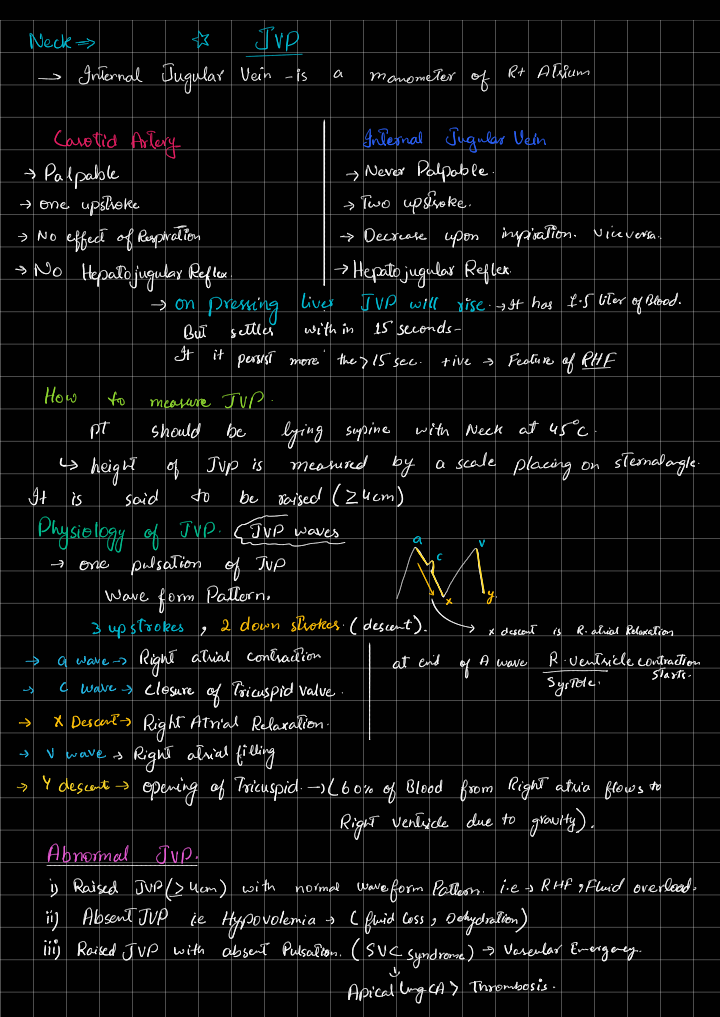 Neck ⇒ ☆ JVP
→ Internal Jugular Vein - is a manometer of Rt Atrium
Carotid Artery
→ Palpable
→ one upstroke
→ No effect of Respiration
→ No Hepatojugular Reflex.
Internal Jugular Vein
→ Never Palpable.
→ Two upstroke.
→ Decrease upon inspiration. Viceversa.
→ Hepatojugular Reflex.
→ on pressing liver JVP will rise. → It has 1.5 liter of Blood.
But settles with in 15 seconds-
It it persist more the > 15 sec. +ive → Feature of RHF
How to measure JVP.
PT should be lying supine with Neck at 45°c.
↳ height of JVP is measured by a scale placing on sternal angle.
It is said to be raised (≥ 4cm)
Physiology of JVP. (JVP waves
→ one pulsation of JVP
Wave form Pattern.
3 upstrokes, 2 down strokes. (descent).
a c x v y
→ x descent is R. atrial Relaxation
→ a wave → Right atrial contraction
→ C wave → closure of Tricuspid valve.
→ X Descent → Right Atrial Relaxation.
→ V wave → Right atrial filling
→ Y descent → opening of Tricuspid. → (60% of Blood from Right atria flows to
Right ventricle due to gravity).
at end of A wave R. ventricle contraction
Systole. starts.
Abnormal JVP.
i) Raised JVP (≥ 4cm) with normal wave form Pattern. i.e → RHF, Fluid overload.
ii) Absent JVP ie Hypovolemia → (fluid loss, Dehydration)
iii) Raised JVP with absent Pulsation. (SVC syndrome) → Vascular Emergency.
↓
Apical lung CA > Thrombosis.